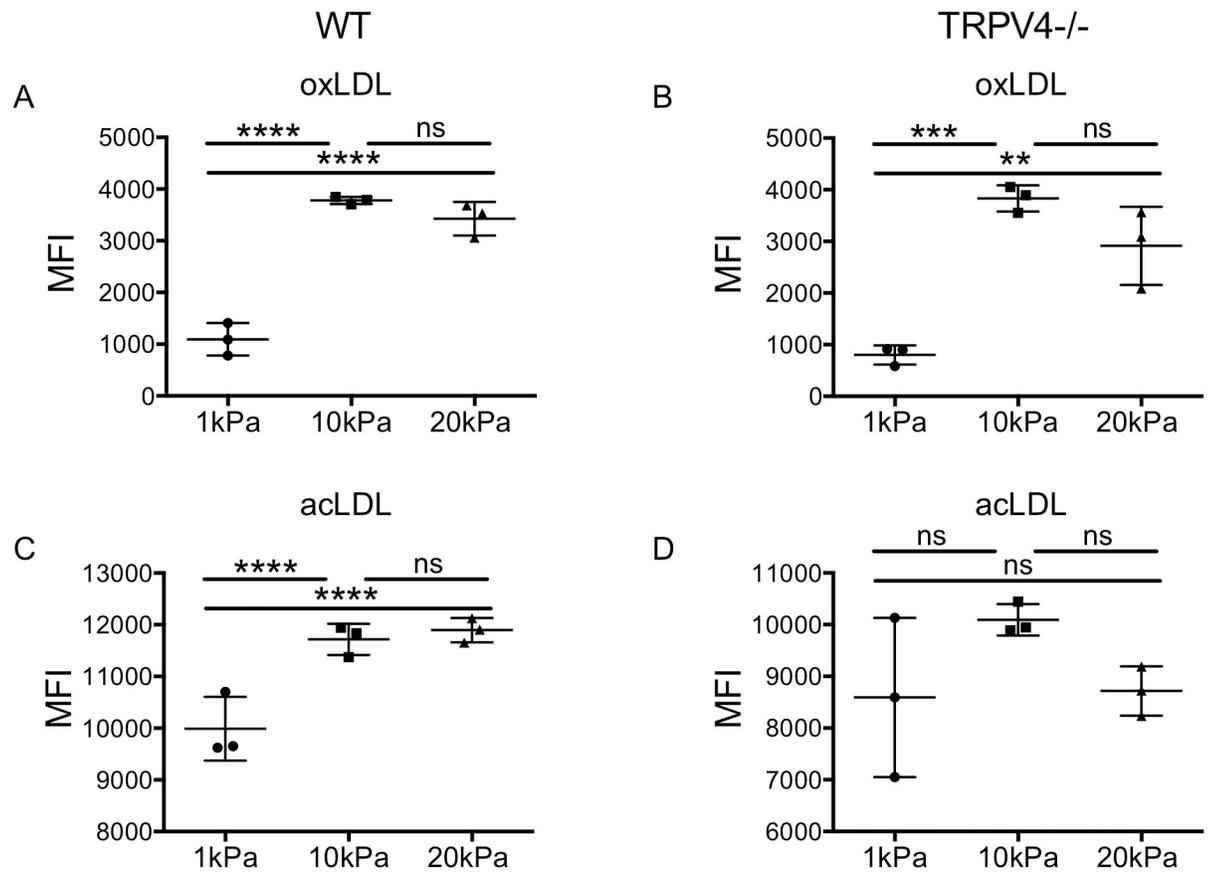 WT
TRPV4-/-
A
oxLDL
5000
4000
3000
2000
1000
0
MFI
****
ns
****
1kPa
10kPa
20kPa
B
oxLDL
5000
4000
3000
2000
1000
0
MFI
***
ns
**
1kPa
10kPa
20kPa
C
acLDL
13000
12000
11000
10000
9000
8000
MFI
****
ns
****
1kPa
10kPa
20kPa
D
acLDL
11000
10000
9000
8000
7000
6000
MFI
ns
ns
ns
1kPa
10kPa
20kPa